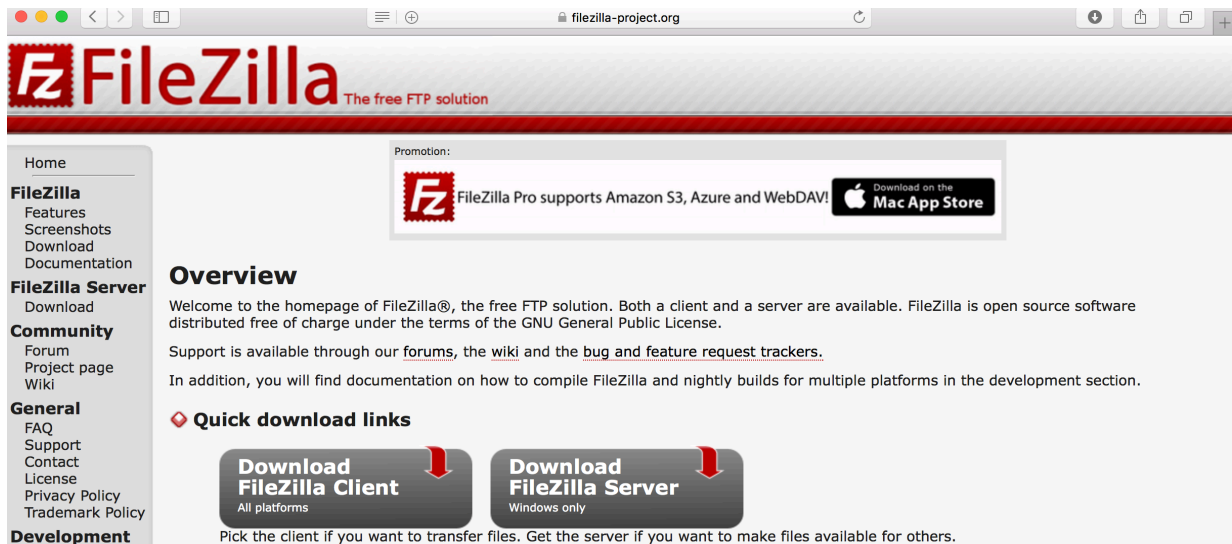 filezilla-project.org
FileZilla The free FTP solution
Home
FileZilla
Features
Screenshots
Download
Documentation
FileZilla Server
Download
Community
Forum
Project page
Wiki
General
FAQ
Support
Contact
License
Privacy Policy
Trademark Policy
Development
Promotion:
Fz
FileZilla Pro supports Amazon S3, Azure and WebDAV!
Download on the
Mac App Store
Overview
Welcome to the homepage of FileZilla®, the free FTP solution. Both a client and a server are available. FileZilla is open source software
distributed free of charge under the terms of the GNU General Public License.
Support is available through our forums, the wiki and the bug and feature request trackers.
In addition, you will find documentation on how to compile FileZilla and nightly builds for multiple platforms in the development section.
Quick download links
Download
FileZilla Client
All platforms
Download
FileZilla Server
Windows only
Pick the client if you want to transfer files. Get the server if you want to make files available for others.